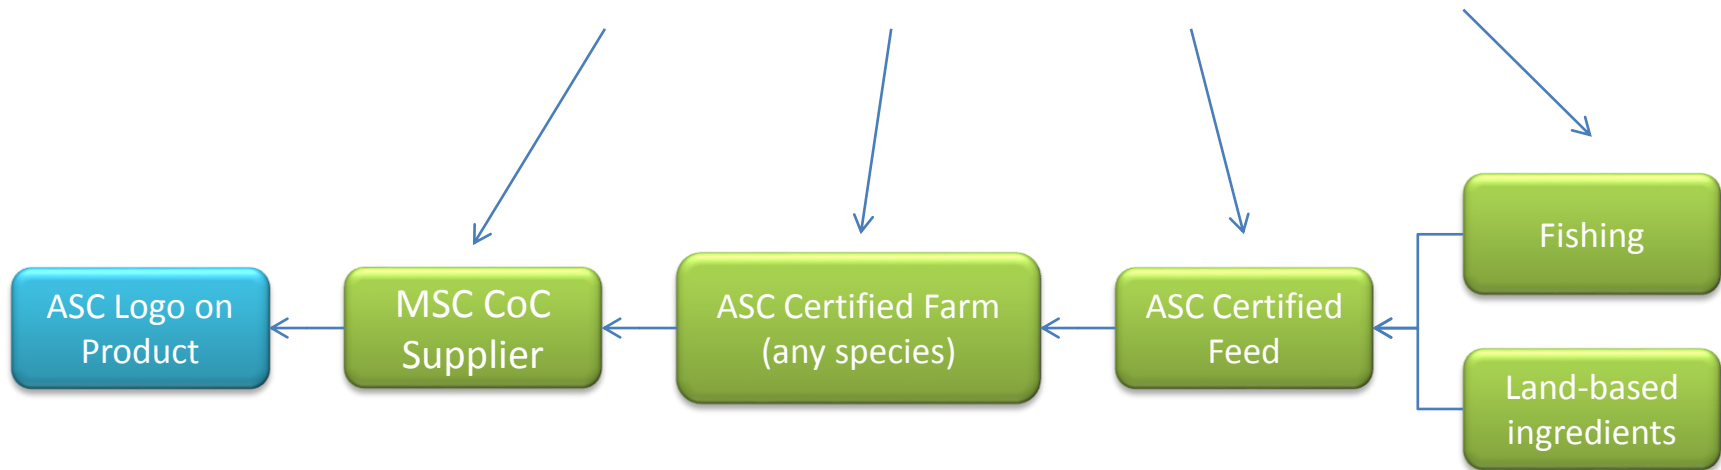 ASC Logo on
Product
MSC CoC
Supplier
ASC Certified Farm
(any species)
ASC Certified
Feed
Fishing
Land-based
ingredients